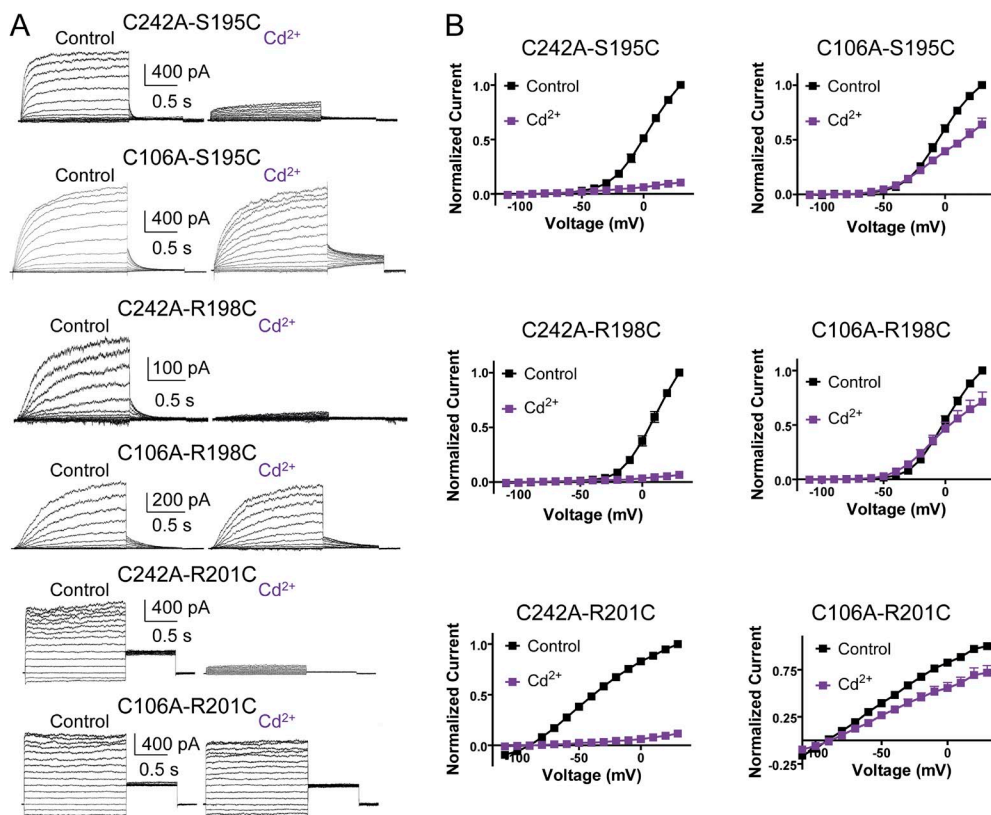 A
C242A-S195C
Control Cd2+
400 pA
0.5 s
C106A-S195C
Control Cd2+
400 pA
0.5 s
C242A-R198C
Control Cd2+
100 pA
0.5 s
C106A-R198C
Control Cd2+
200 pA
0.5 s
C242A-R201C
Control Cd2+
400 pA
0.5 s
C106A-R201C
Control Cd2+
400 pA
0.5 s
B
C242A-S195C
Normalized Current
1.0
0.5
0.0
Control
Cd2+
-100 -50 0
Voltage (mV)
C106A-S195C
Normalized Current
1.0
0.5
0.0
Control
Cd2+
-100 -50 0
Voltage (mV)
C242A-R198C
Normalized Current
1.0
0.5
0.0
Control
Cd2+
-100 -50 0
Voltage (mV)
C106A-R198C
Normalized Current
1.0
0.5
0.0
Control
Cd2+
-100 -50 0
Voltage (mV)
C242A-R201C
Normalized Current
1.0
0.5
0.0
Control
Cd2+
-50 0
Voltage (mV)
C106A-R201C
Normalized Current
0.75
0.25
-0.25
Control
Cd2+
-50 0
Voltage (mV)